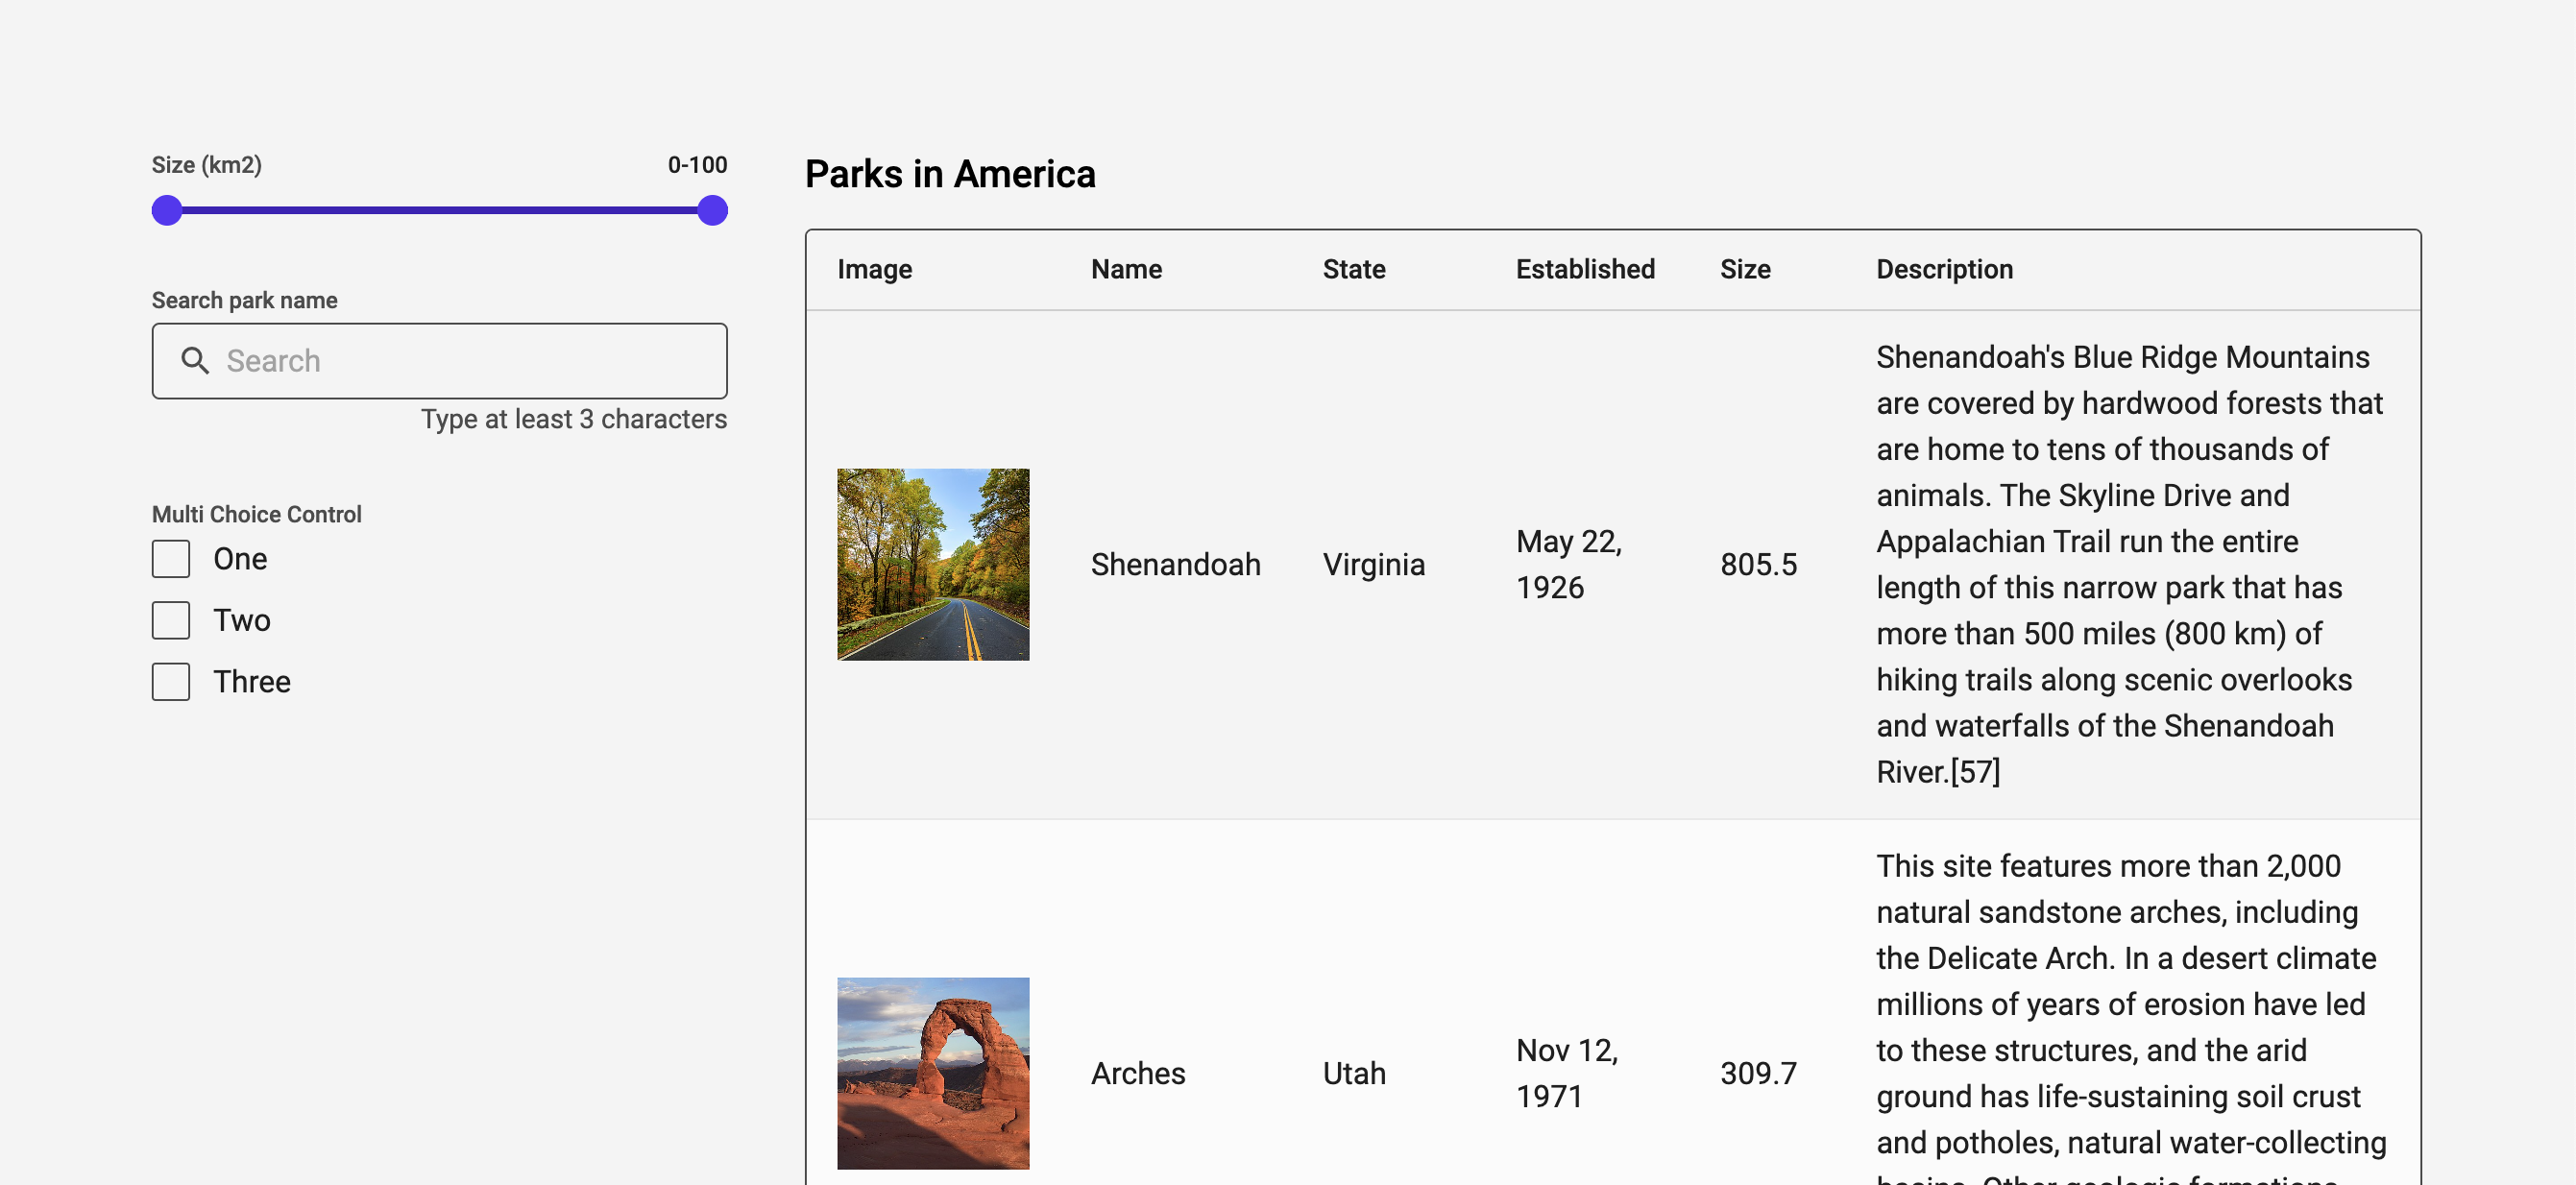 Size (km2) 0-100
Search park name
Search
Type at least 3 characters
Multi Choice Control
One
Two
Three
Parks in America
Image Name State Established Size Description
Shenandoah
Virginia
May 22,
1926
805.5
Shenandoah's Blue Ridge Mountains
are covered by hardwood forests that
are home to tens of thousands of
animals. The Skyline Drive and
Appalachian Trail run the entire
length of this narrow park that has
more than 500 miles (800 km) of
hiking trails along scenic overlooks
and waterfalls of the Shenandoah
River.[57]
Arches
Utah
Nov 12,
1971
309.7
This site features more than 2,000
natural sandstone arches, including
the Delicate Arch. In a desert climate
millions of years of erosion have led
to these structures, and the arid
ground has life-sustaining soil crust
and potholes, natural water-collecting
basins. Other geologic formations